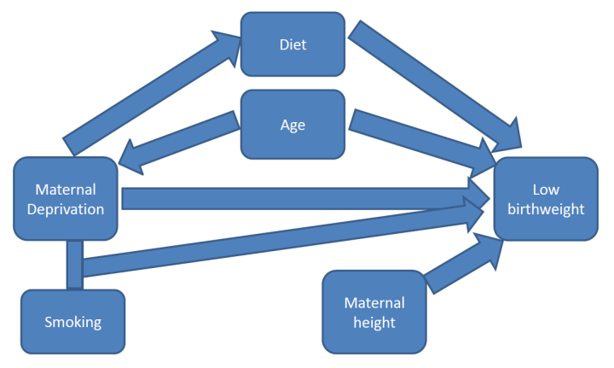 Diet
Age
Maternal
Deprivation
Low
birthweight
Smoking
Maternal
height